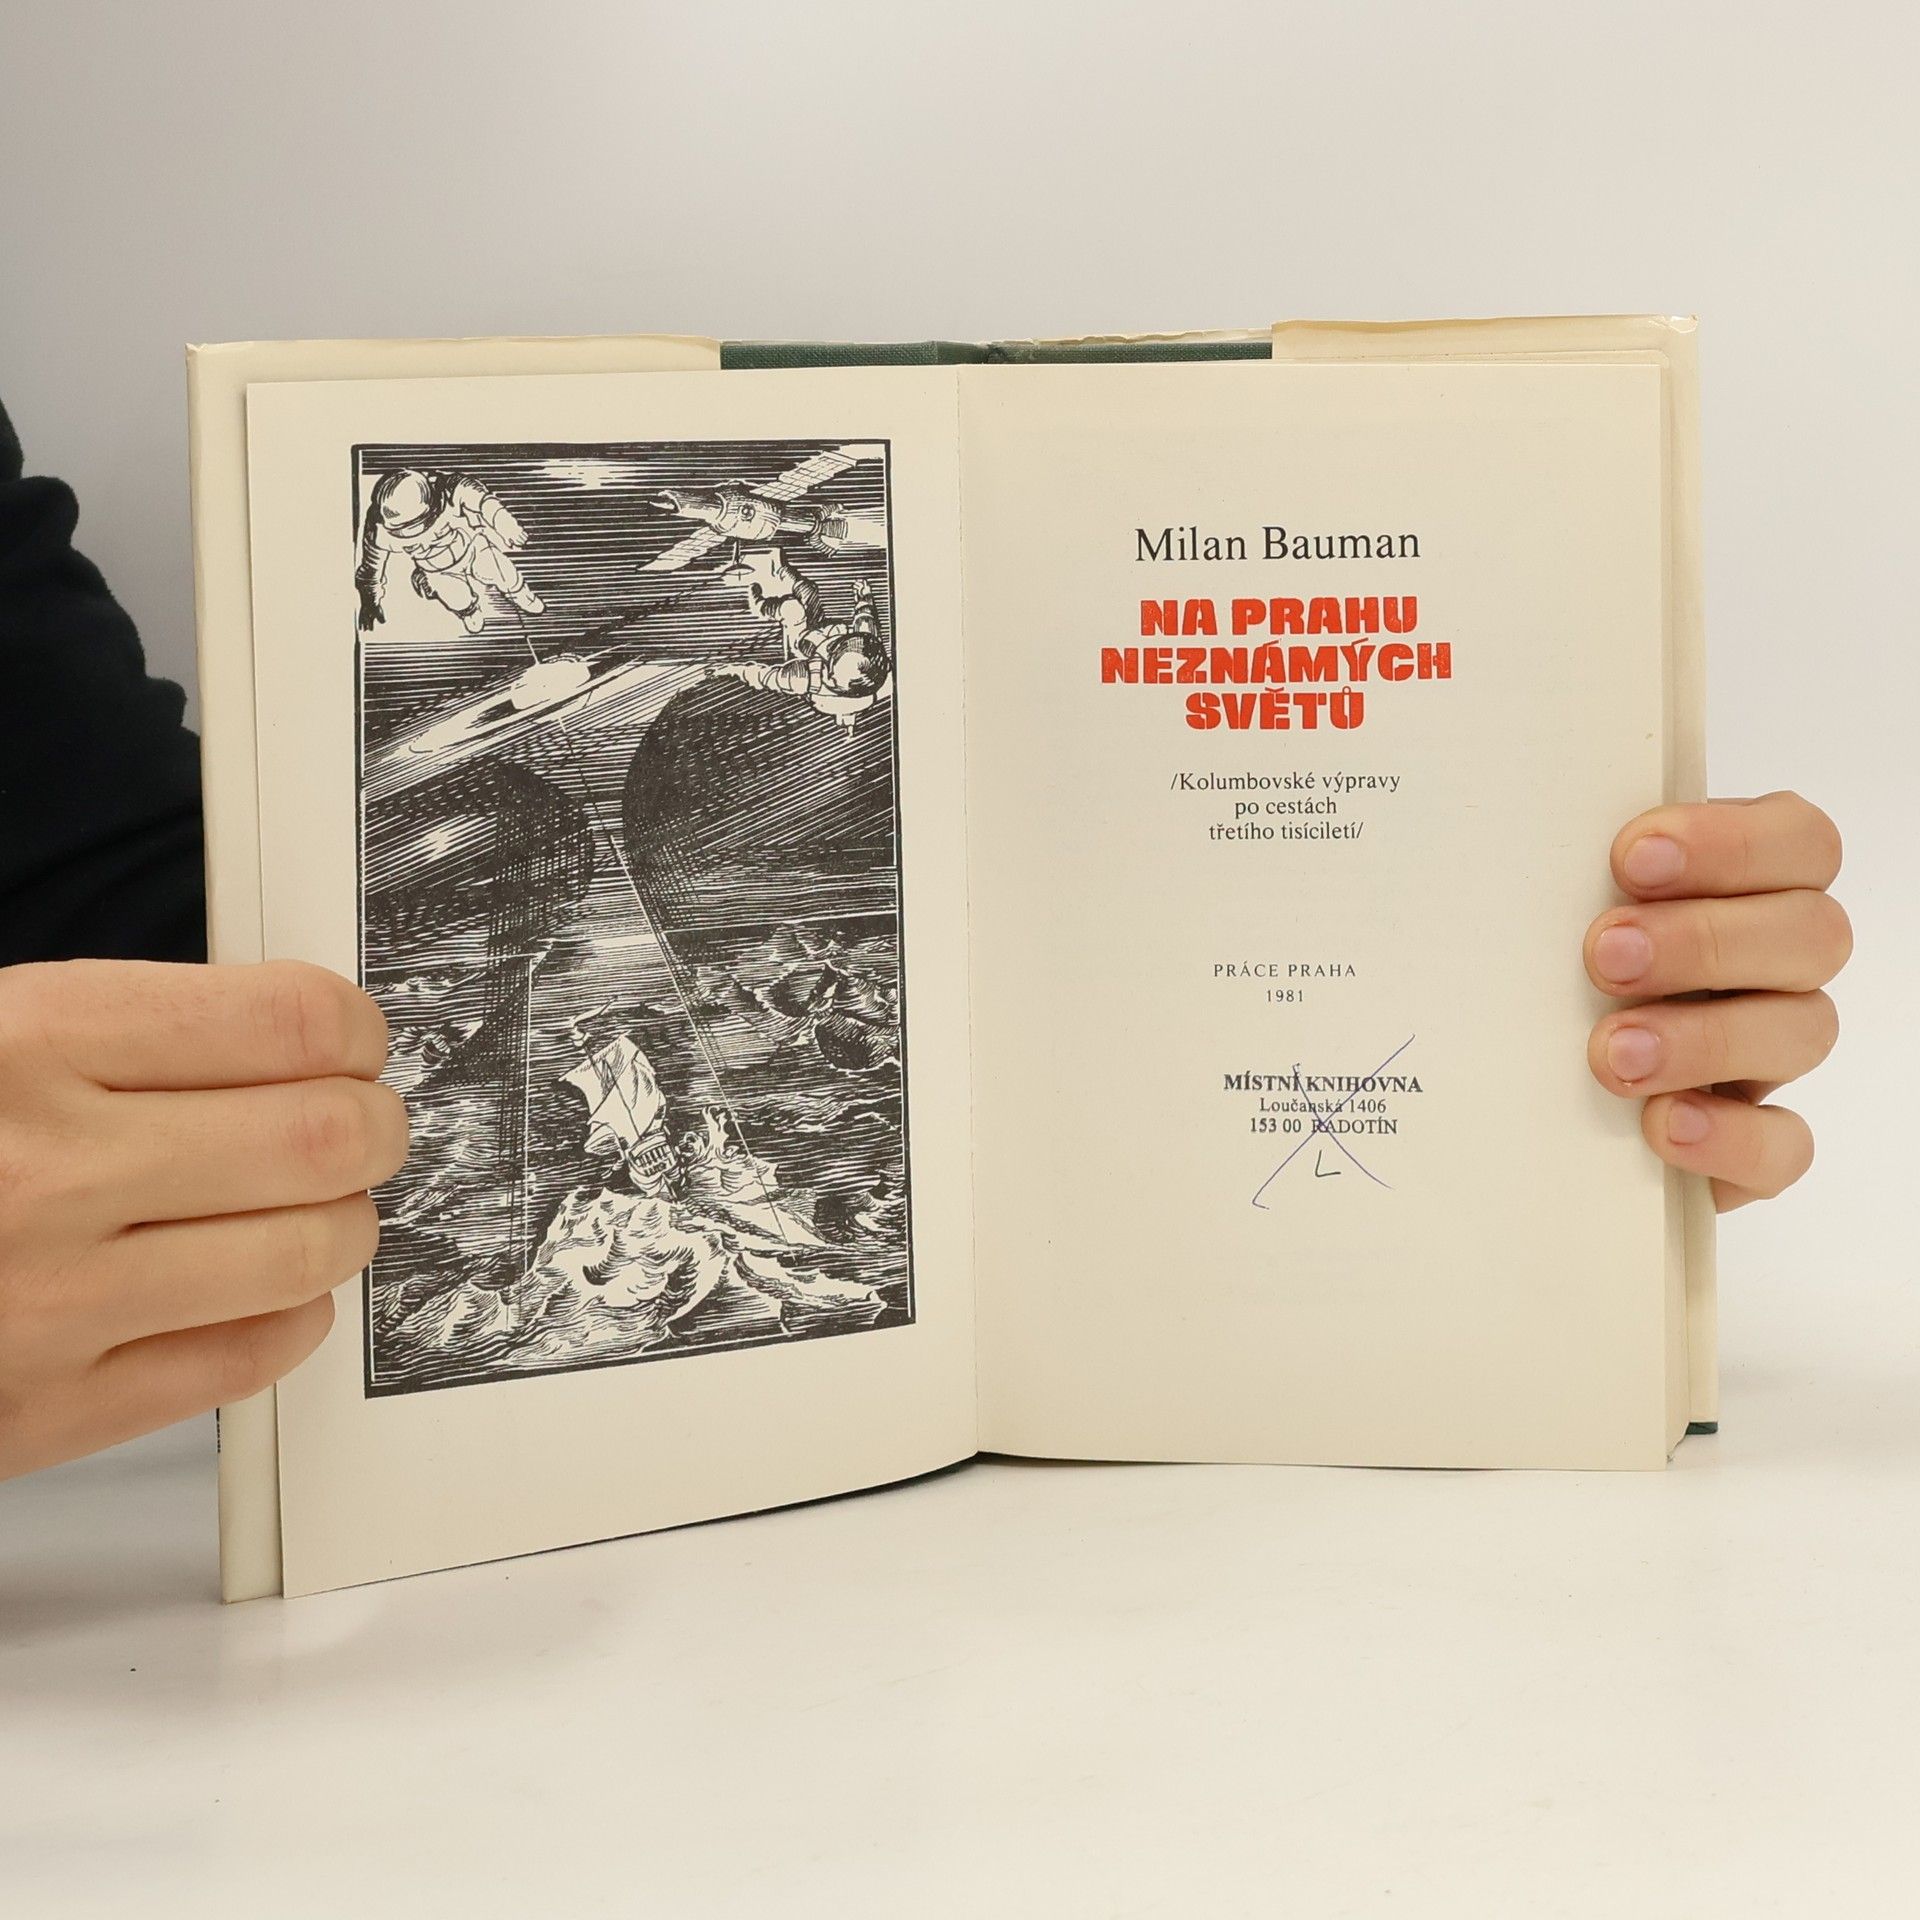 Milan Bauman
NA PRAHU
NEZNÁMÝCH
SVĚTŮ
/Kolumbovské výpravy
po cestách
třetího tisíciletí/
PRÁCE PRAHA
1981
MÍSTNÍ KNIHOVNA
Loučanská 1406
153 00 RADOTÍN
L